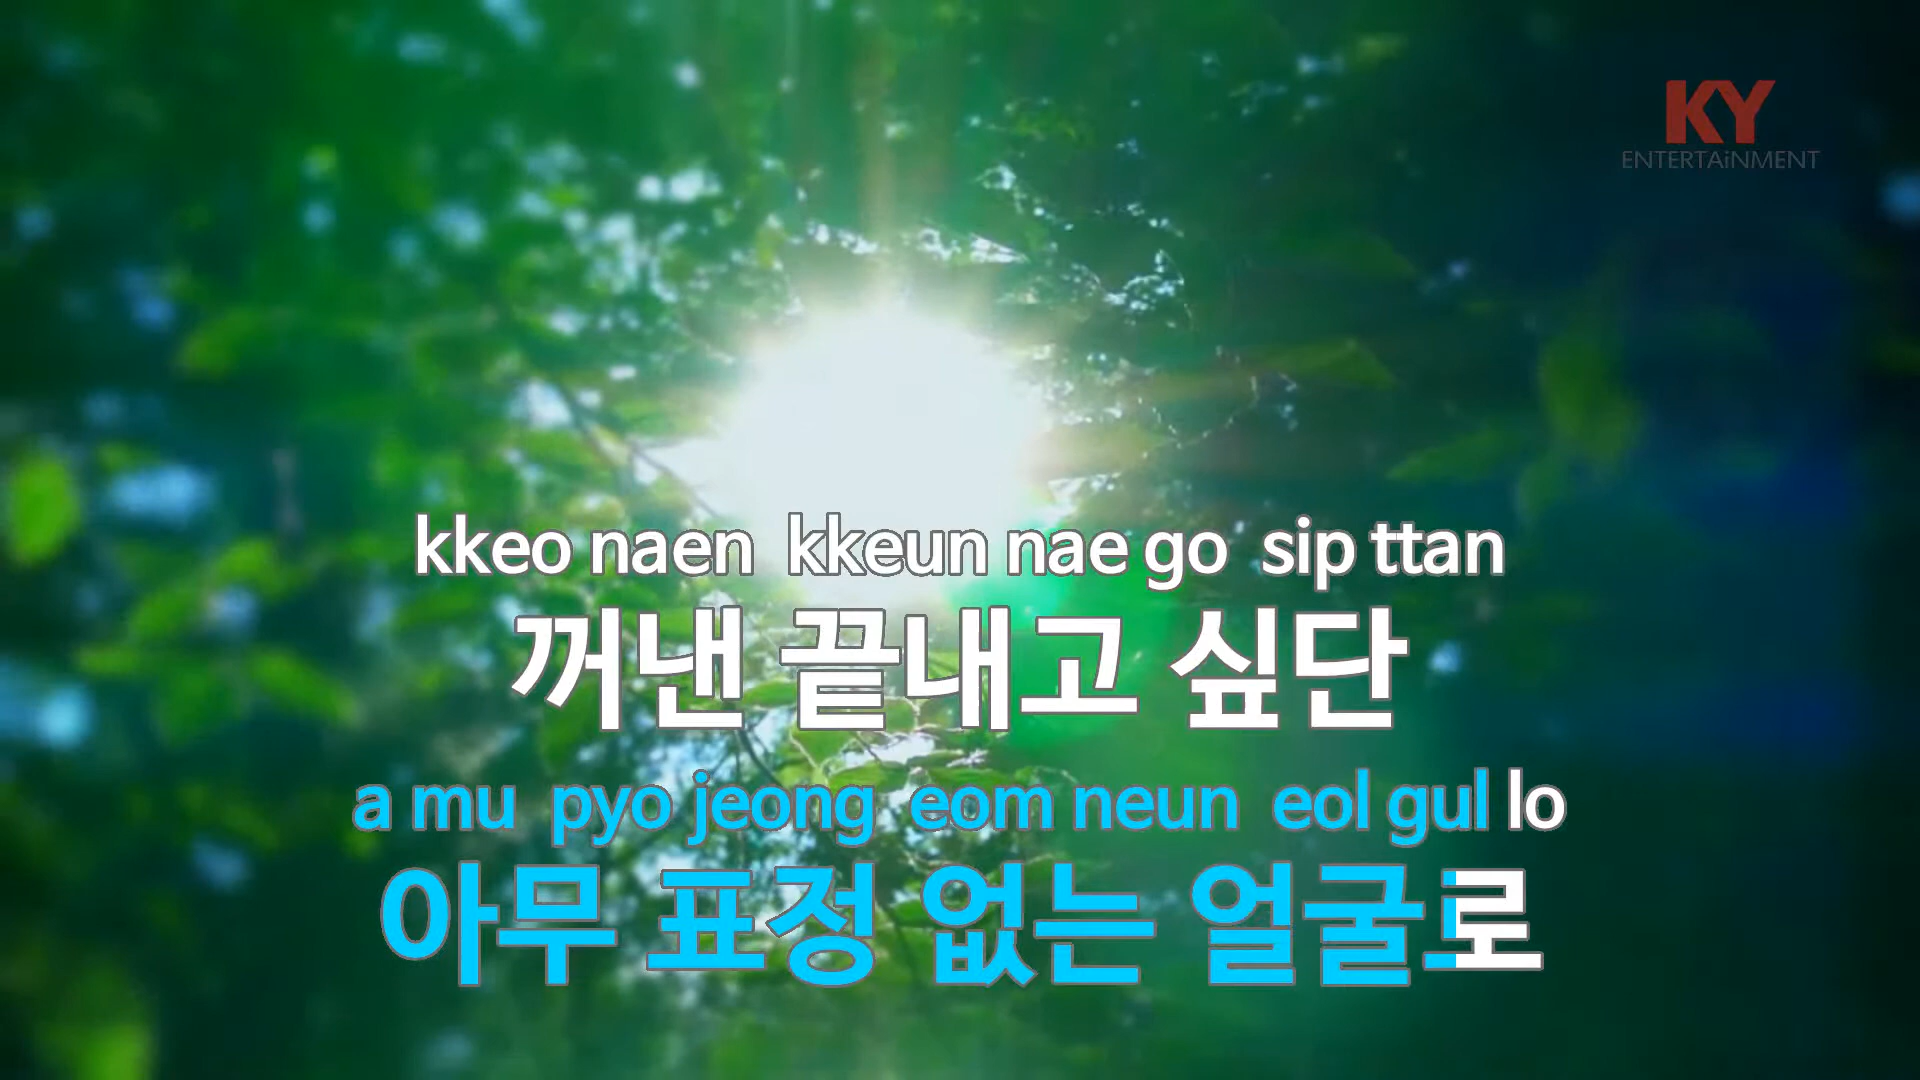 KY
ENTERTAiNMENT
kkeo naen kkeun nae go sip ttan
꺼낸 끝내고 싶단
a mu pyo jeong eom neun eol gul lo
아무 표정 없는 얼굴로